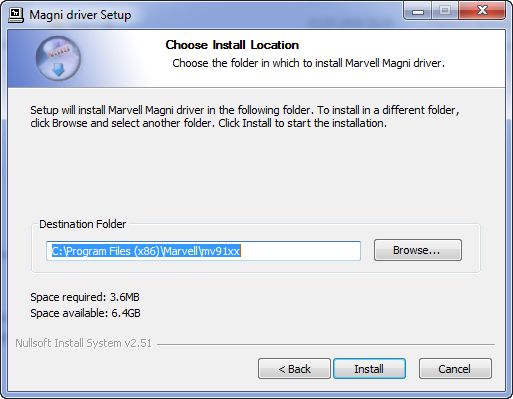 Magni driver Setup
Choose Install Location
Choose the folder in which to install Marvell Magni driver.
Setup will install Marvell Magni driver in the following folder. To install in a different folder,
click Browse and select another folder. Click Install to start the installation.
Destination Folder
C:\Program Files (x86)\Marvell\mv91xx
Browse...
Space required: 3.6MB
Space available: 6.4GB
Nullsoft Install System v2.51
< Back
Install
Cancel